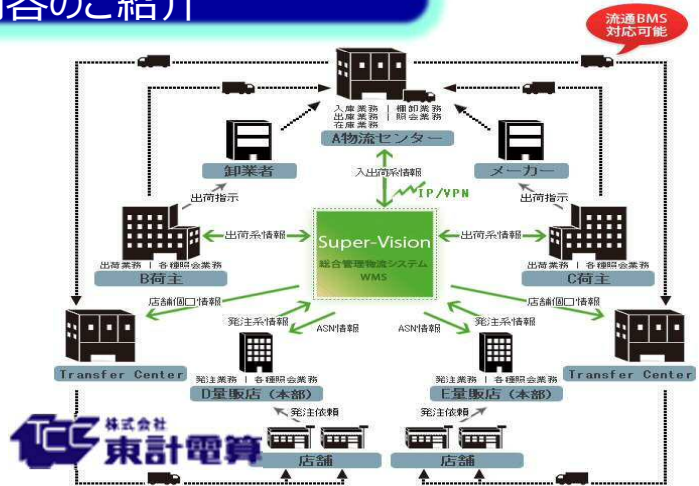 内容のご紹介
流通BMS
対応可能
入庫業務 | 棚卸業務
出庫業務 | 照会業務
在庫業務
A物流センター
卸業者
メーカー
入出荷系情報
IP/VPN
出荷指示
出荷指示
出荷系情報
Super-Vision
総合管理物流システム
WMS
出荷系情報
出荷業務 | 各種照会業務
B荷主
出荷業務 | 各種照会業務
C荷主
店舗個口情報
店舗個口情報
発注系情報
ASN情報
ASN情報
発注系情報
Transfer Center
発注業務 | 各種照会業務
D量販店（本部）
発注業務 | 各種照会業務
E量販店（本部）
Transfer Center
発注依頼
発注依頼
店舗
店舗
TCC 株式会社
東計電算